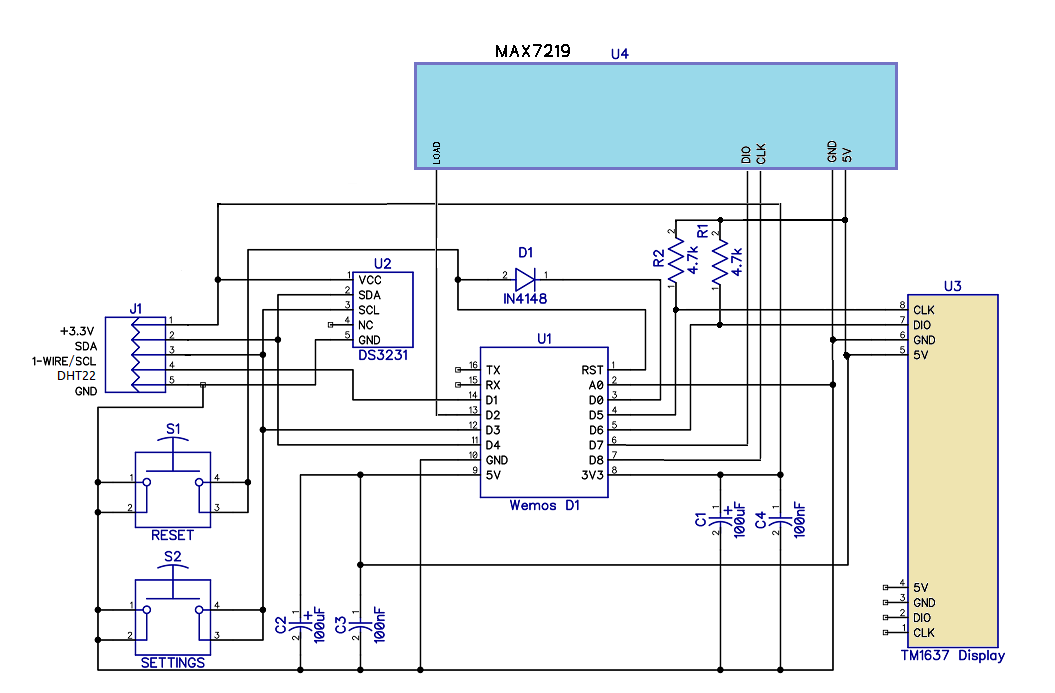 MAX7219 U4
LOAD
DIO
CLK
GND
5V
J1
+3.3V 1
SDA 2
1-WIRE/SCL 3
DHT22 4
GND 5
U2
1 VCC
2 SDA
3 SCL
4 NC
5 GND
DS3231
D1
2 1
IN4148
R2 4.7k
2
1
R1 4.7k
2
1
U3
8 CLK
7 DIO
6 GND
5 5V
4 5V
3 GND
2 DIO
1 CLK
TM1637 Display
U1
16 TX RST 1
15 RX A0 2
14 D1 D0 3
13 D2 D5 4
12 D3 D6 5
11 D4 D7 6
10 GND D8 7
9 5V 3V3 8
Wemos D1
S1
1 4
2 3
RESET
S2
1 4
2 3
SETTINGS
C1 + 100uF
1
2
C4 100nF
1
2
C2 + 100uF
1
2
C3 100nF
1
2